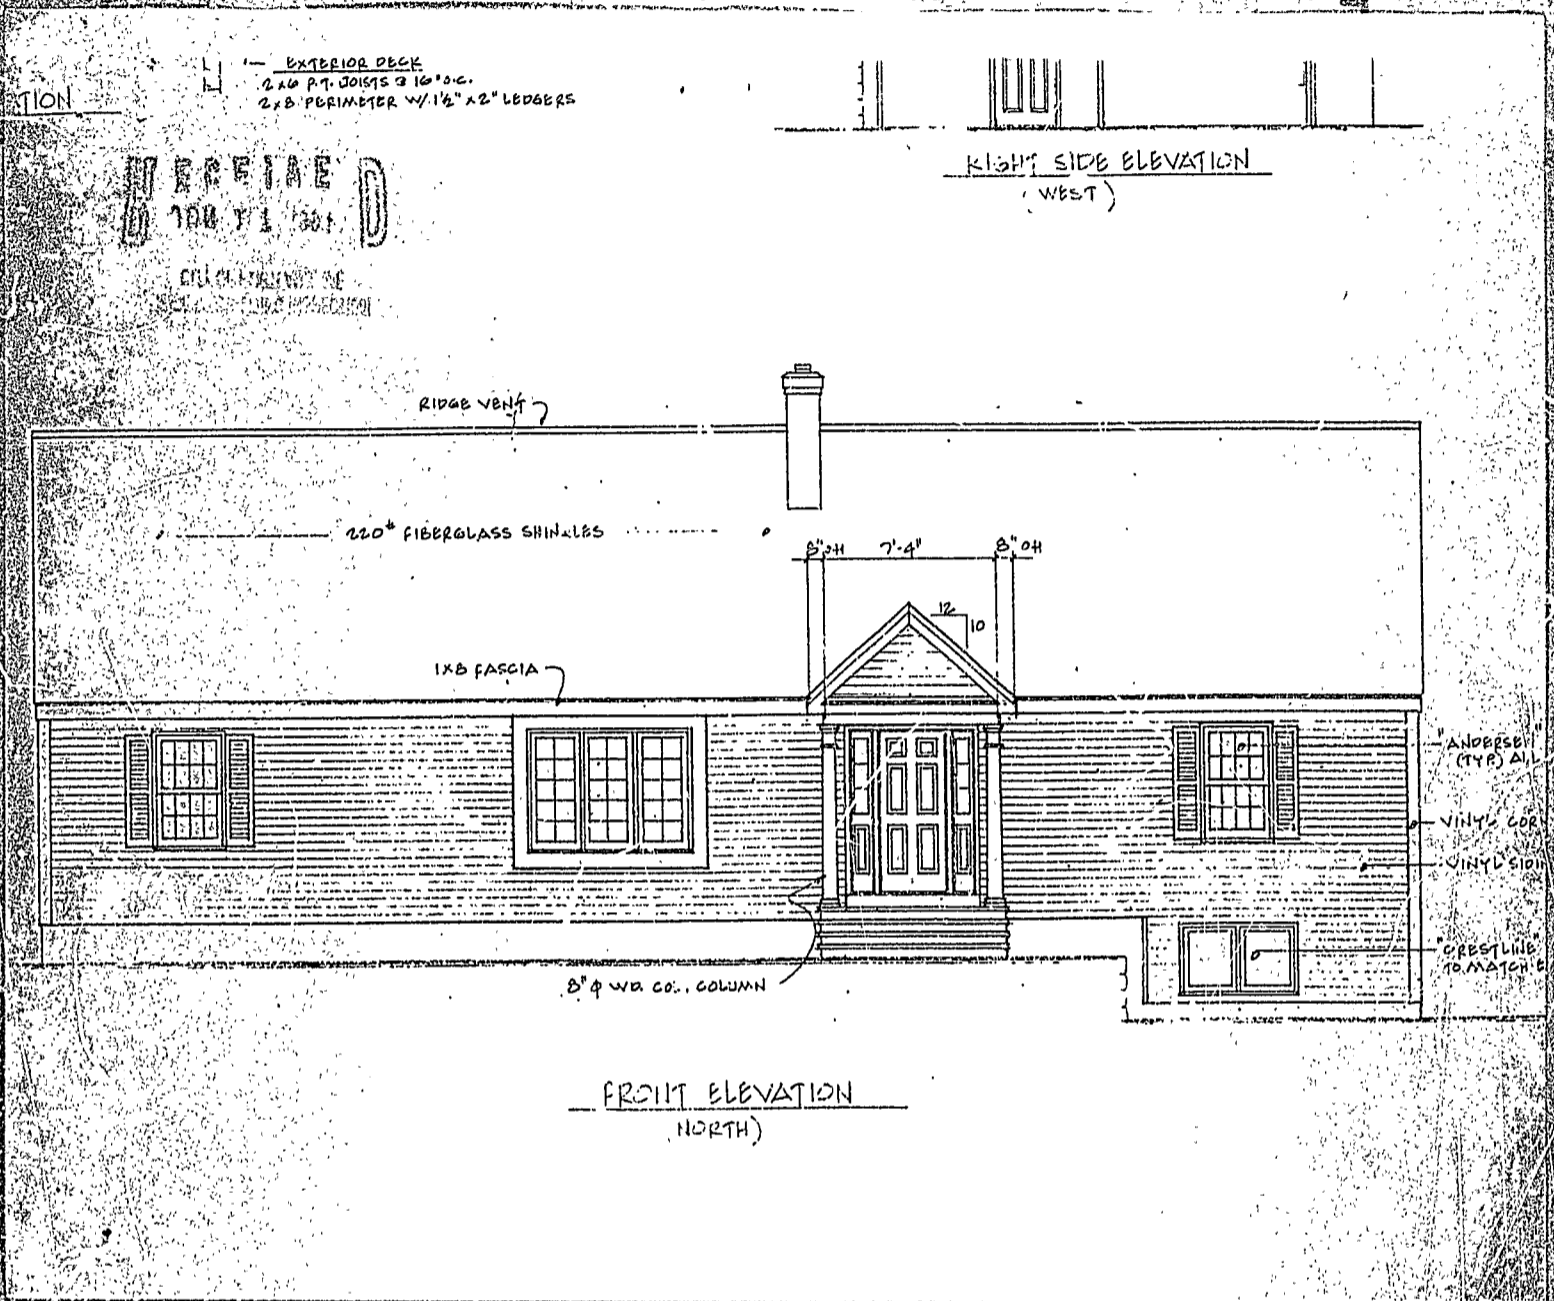 EXTERIOR DECK
2x6 P.T. JOISTS @ 16" O.C.
2x8 PERIMETER W/ 1½" x 2" LEDGERS
TION
RIGHT SIDE ELEVATION
(WEST)
RIDGE VENT
220# FIBERGLASS SHINGLES
8" OH 7'-4" 8" OH
12
10
1x8 FASCIA
"ANDERSEN"
(TYP.) ALL
VINYL COR
VINYL SIDI
"CRESTLINE"
TO MATCH E
8" φ WD. COL. COLUMN
FRONT ELEVATION
(NORTH)